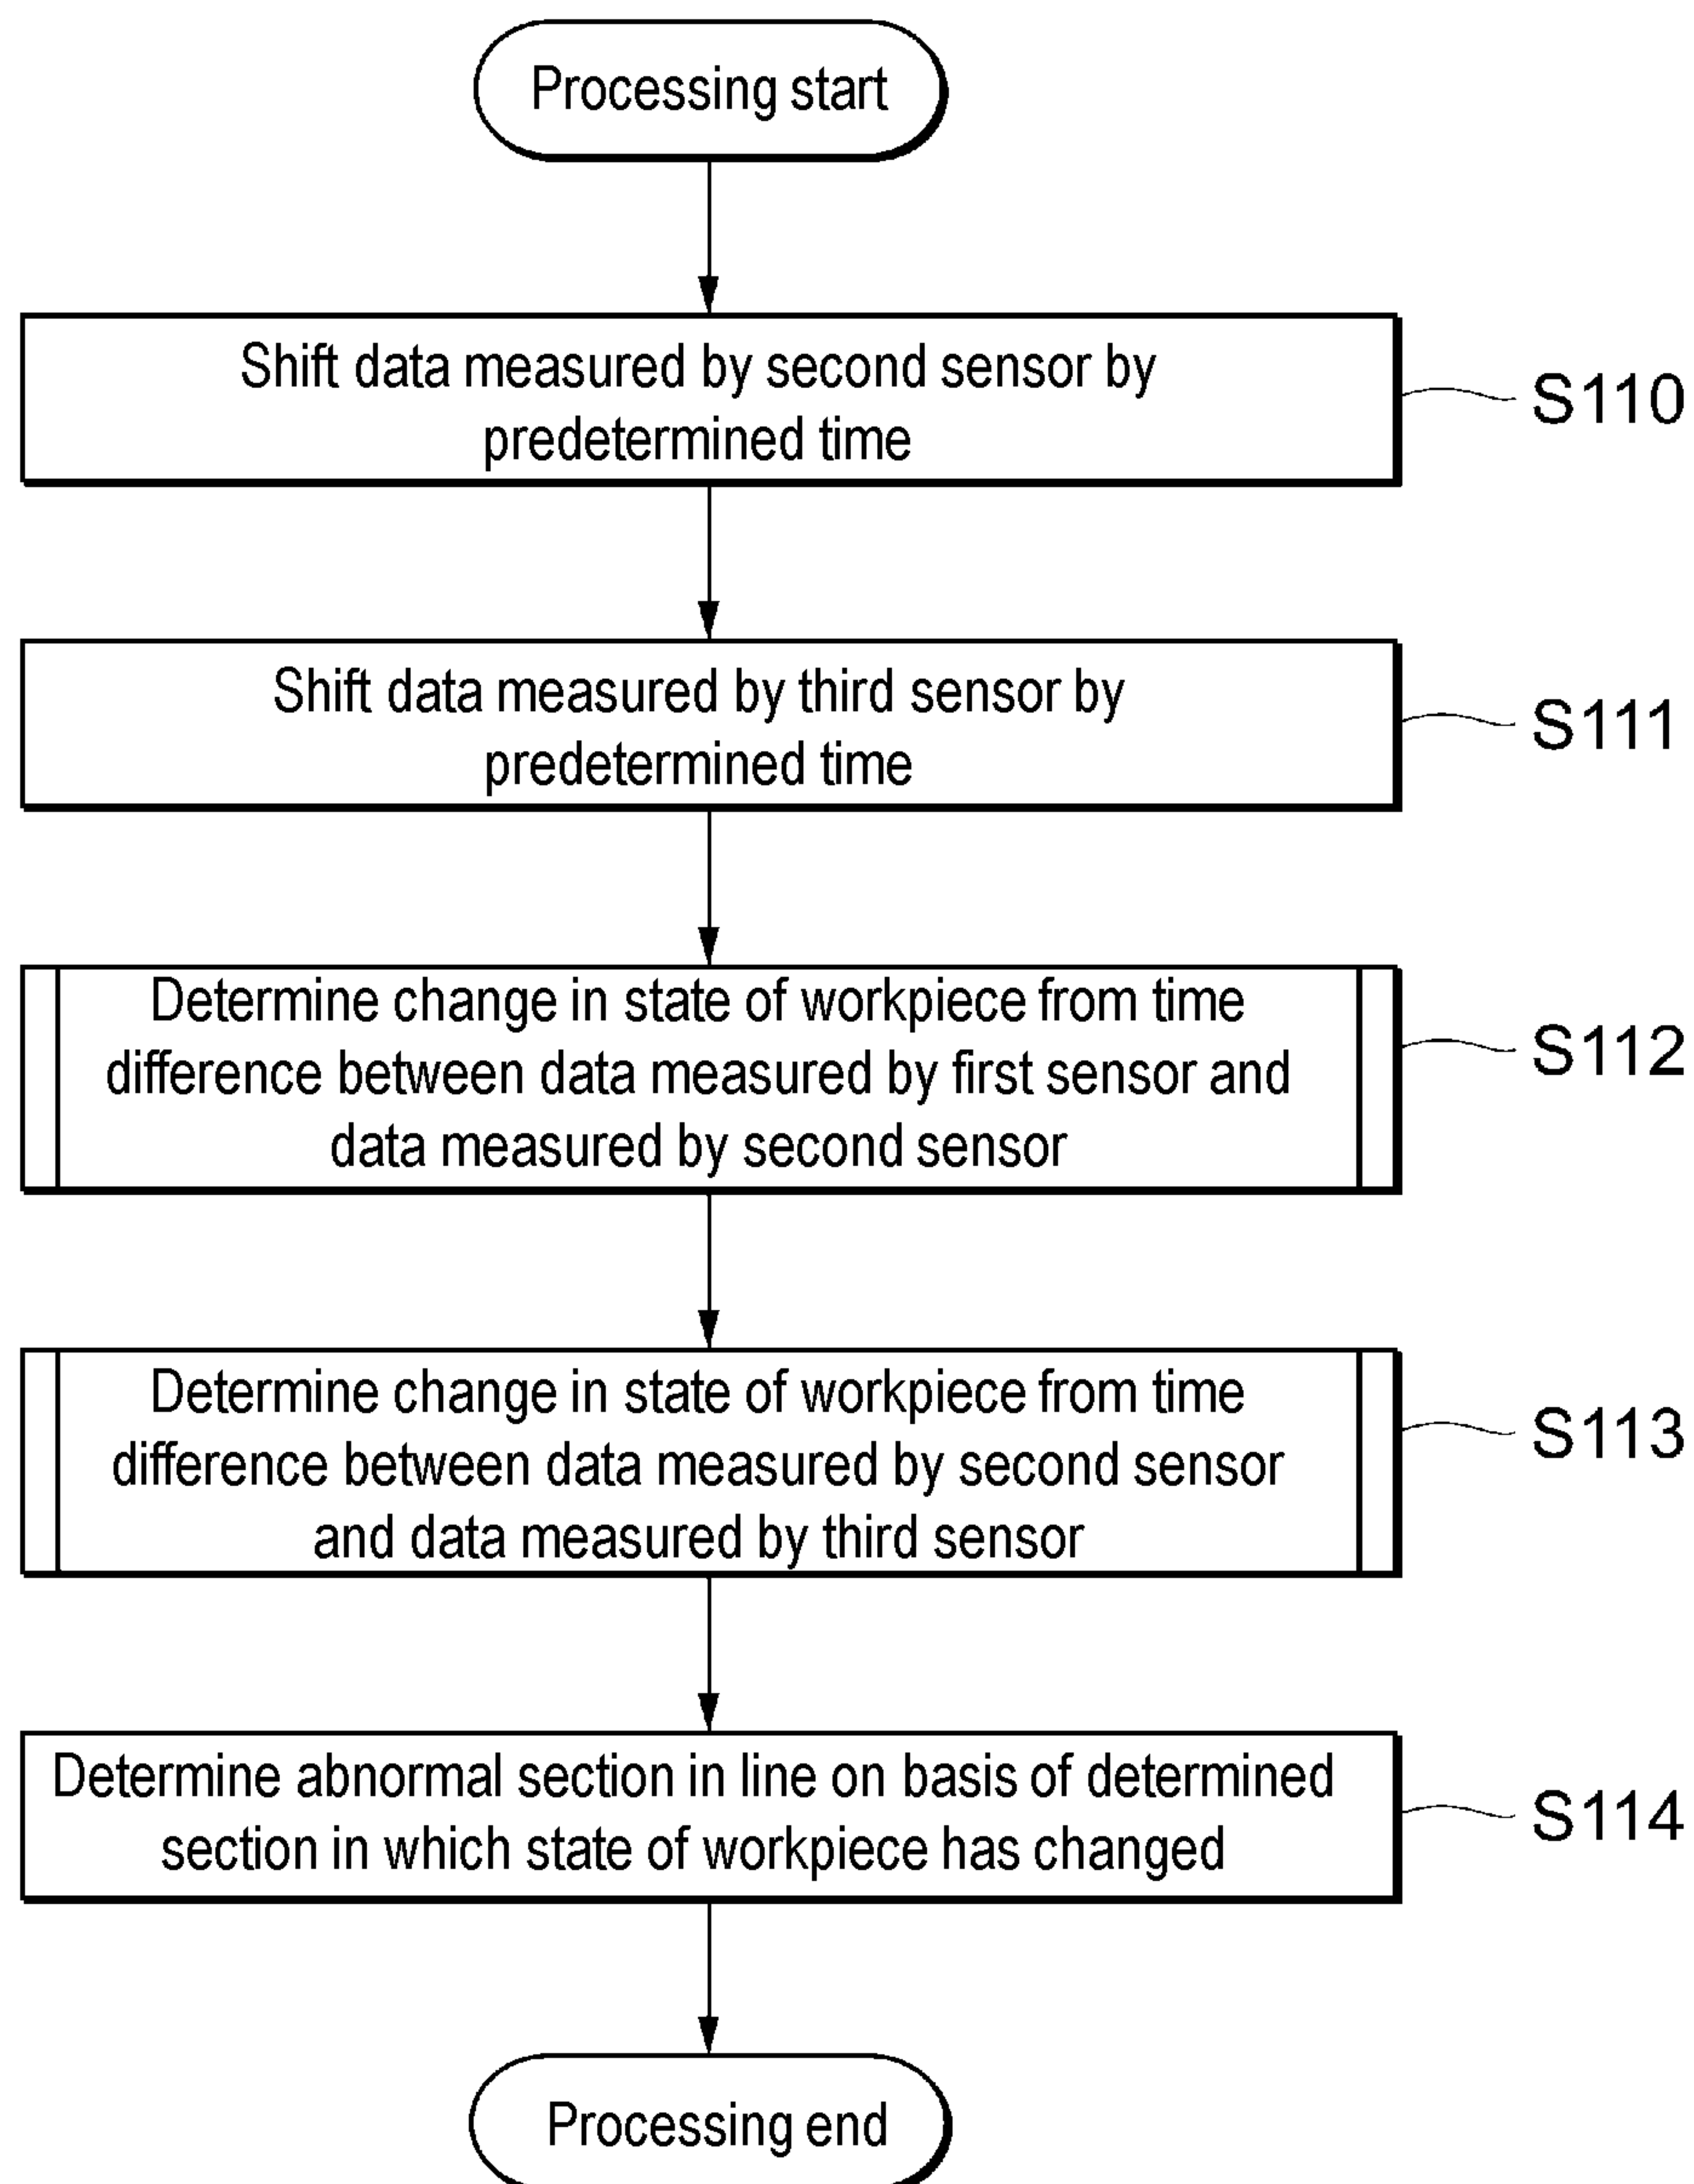 Processing start
Shift data measured by second sensor by
predetermined time
S110
Shift data measured by third sensor by
predetermined time
S111
Determine change in state of workpiece from time
difference between data measured by first sensor and
data measured by second sensor
S112
Determine change in state of workpiece from time
difference between data measured by second sensor
and data measured by third sensor
S113
Determine abnormal section in line on basis of determined
section in which state of workpiece has changed
S114
Processing end